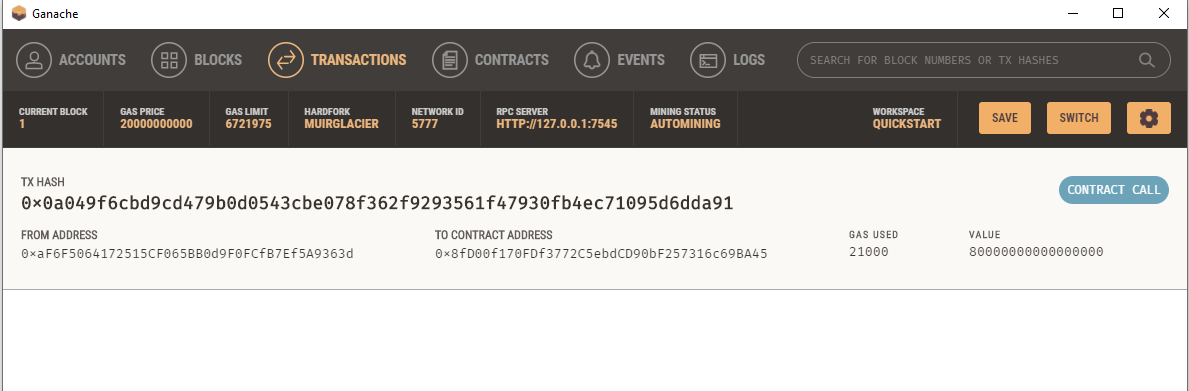 Ganache
ACCOUNTS BLOCKS TRANSACTIONS CONTRACTS EVENTS LOGS SEARCH FOR BLOCK NUMBERS OR TX HASHES
CURRENT BLOCK GAS PRICE GAS LIMIT HARDFORK NETWORK ID RPC SERVER MINING STATUS WORKSPACE
1 20000000000 6721975 MUIRGLACIER 5777 HTTP://127.0.0.1:7545 AUTOMINING QUICKSTART SAVE SWITCH
TX HASH
0×0a049f6cbd9cd479b0d0543cbe078f362f9293561f47930fb4ec71095d6dda91 CONTRACT CALL
FROM ADDRESS TO CONTRACT ADDRESS GAS USED VALUE
0×aF6F5064172515CF065BB0d9F0FCfB7Ef5A9363d 0×8fD00f170FDf3772C5ebdCD90bF257316c69BA45 21000 80000000000000000